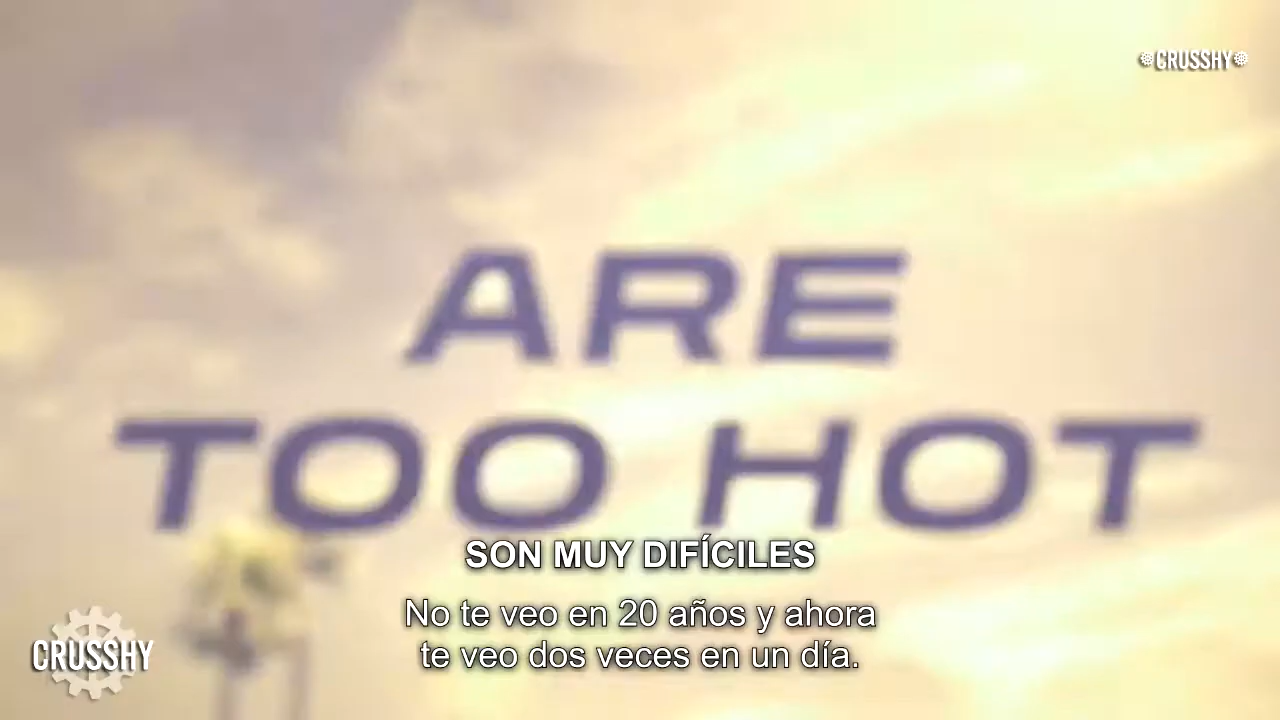 ❁CRUSSHY❁
ARE
TOO HOT
SON MUY DIFÍCILES
No te veo en 20 años y ahora
te veo dos veces en un día.
CRUSSHY